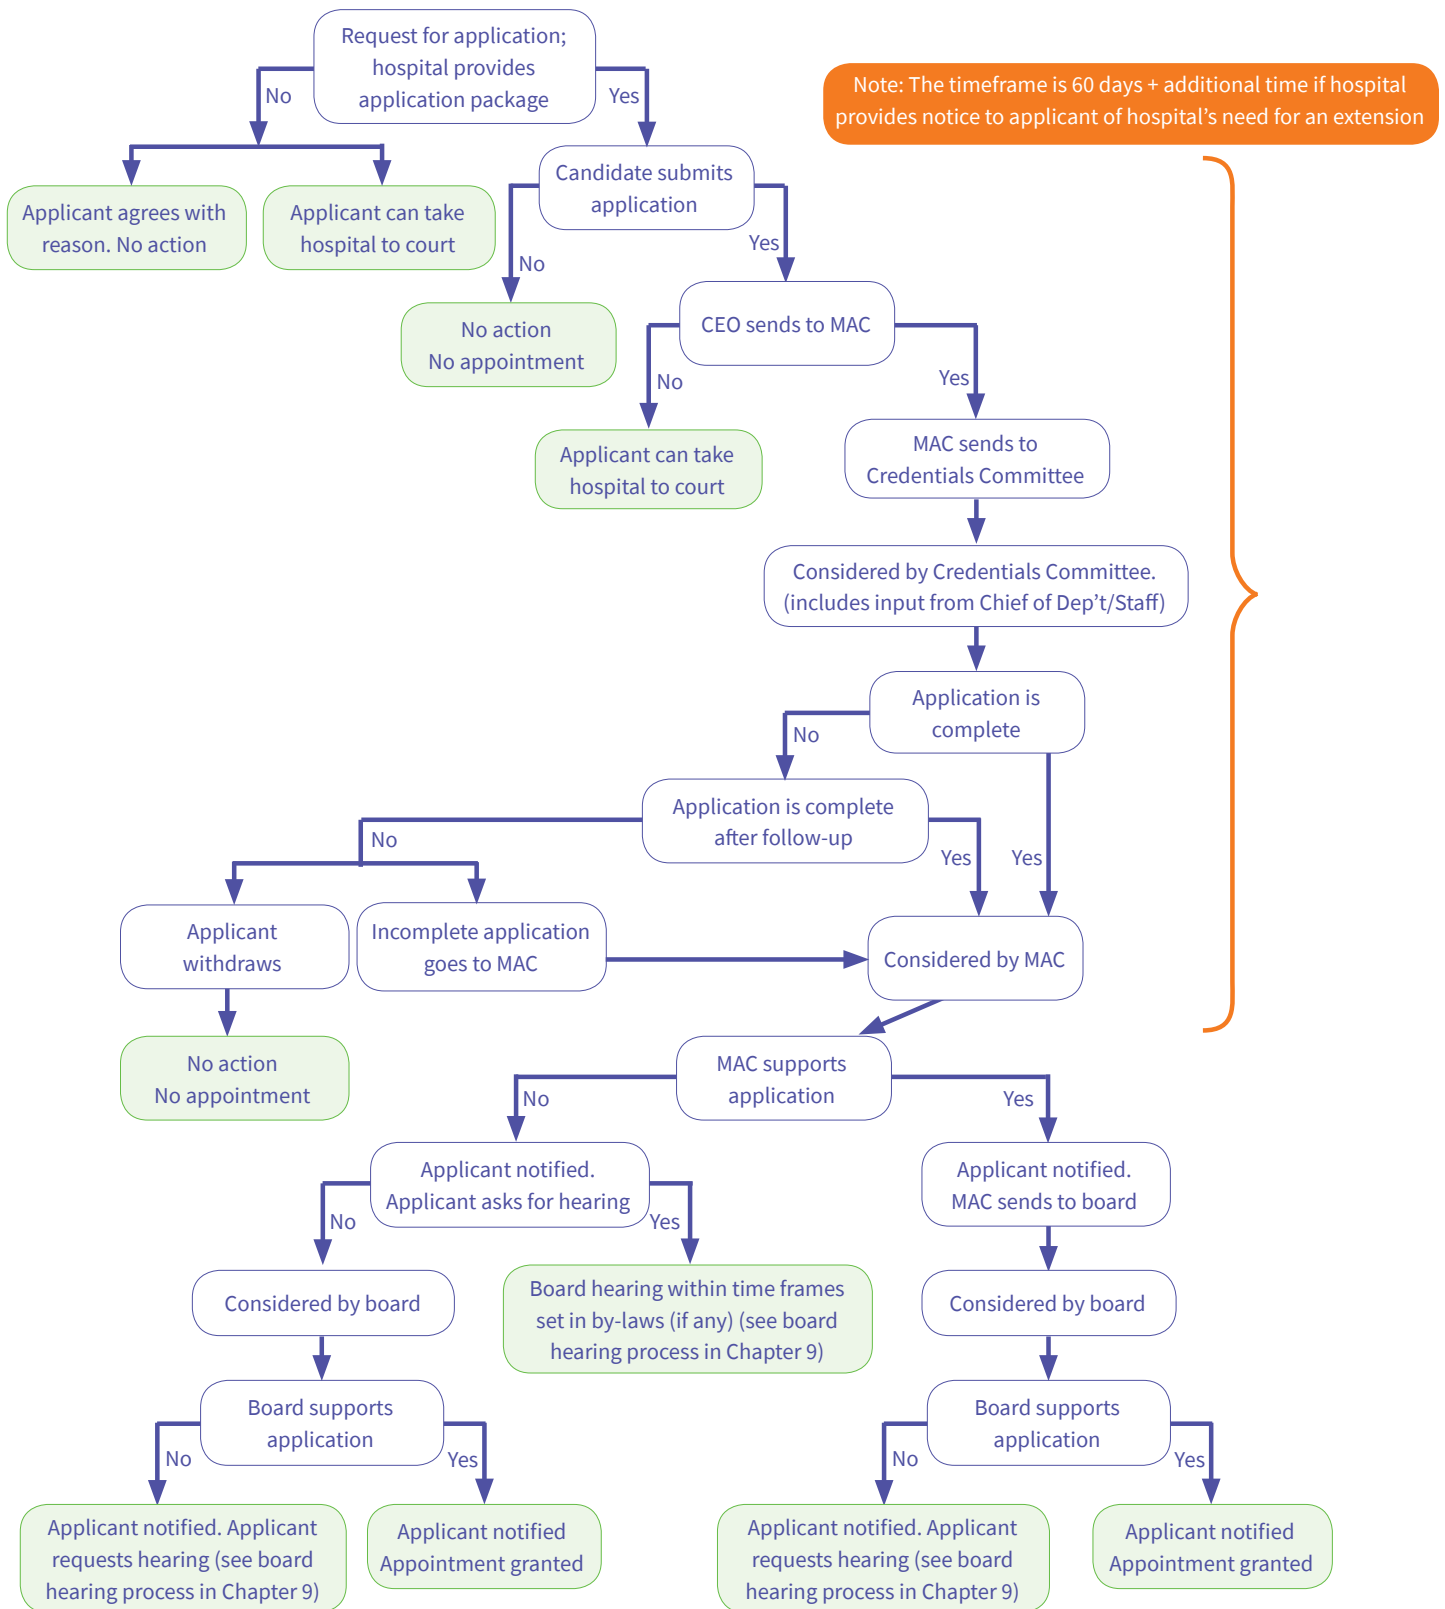 Request for application;
hospital provides
application package
Note: The timeframe is 60 days + additional time if hospital
provides notice to applicant of hospital’s need for an extension
No
Yes
Applicant agrees with
reason. No action
Applicant can take
hospital to court
Candidate submits
application
No
Yes
No action
No appointment
CEO sends to MAC
No
Yes
Applicant can take
hospital to court
MAC sends to
Credentials Committee
Considered by Credentials Committee.
(includes input from Chief of Dep’t/Staff)
Application is
complete
No
Yes
Application is complete
after follow-up
No
Yes
Applicant
withdraws
Incomplete application
goes to MAC
Considered by MAC
No action
No appointment
MAC supports
application
No
Yes
Applicant notified.
Applicant asks for hearing
Applicant notified.
MAC sends to board
No
Yes
Considered by board
Board hearing within time frames
set in by-laws (if any) (see board
hearing process in Chapter 9)
Considered by board
Board supports
application
Board supports
application
No
Yes
No
Yes
Applicant notified. Applicant
requests hearing (see board
hearing process in Chapter 9)
Applicant notified
Appointment granted
Applicant notified. Applicant
requests hearing (see board
hearing process in Chapter 9)
Applicant notified
Appointment granted